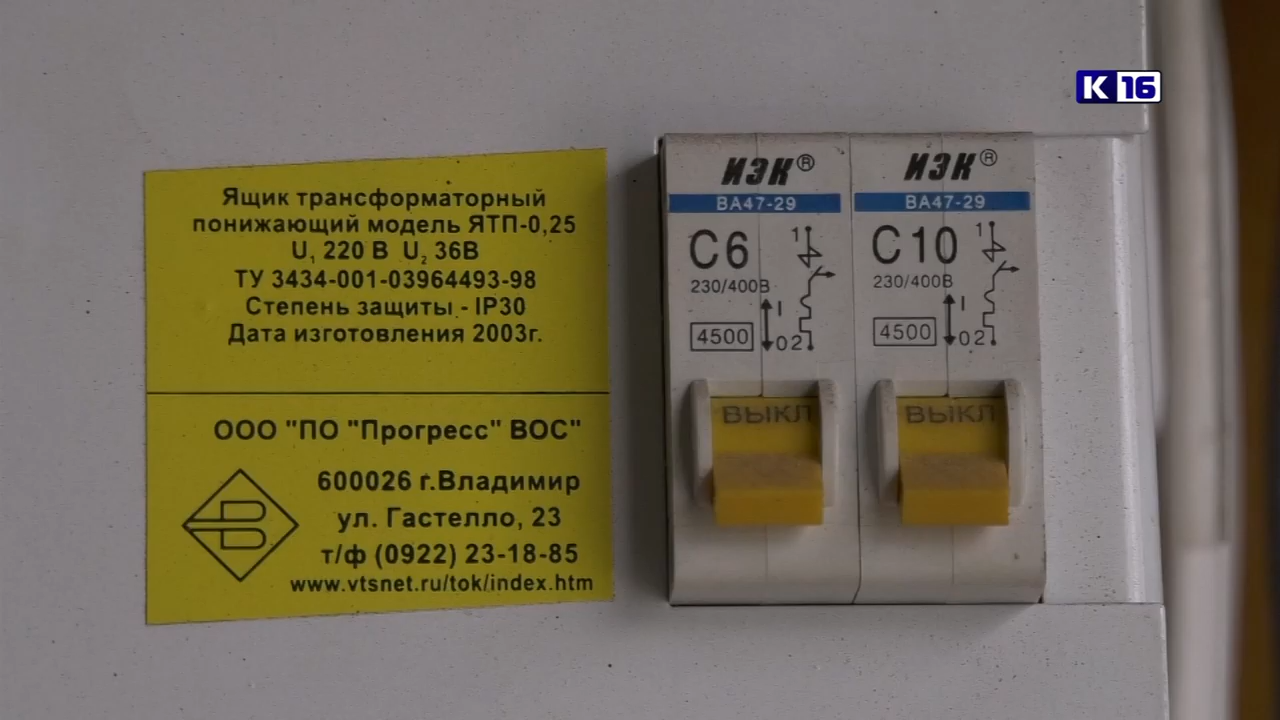 К 16
Ящик трансформаторный
понижающий модель ЯТП-0,25
U₁ 220 В U₂ 36В
ТУ 3434-001-03964493-98
Степень защиты - IP30
Дата изготовления 2003г.
ООО "ПО "Прогресс" ВОС"
600026 г.Владимир
ул. Гастелло, 23
т/ф (0922) 23-18-85
www.vtsnet.ru/tok/index.htm
ИЭК®
ВА47-29
C6
1
230/400В
I
4500
0 2
ВЫКЛ
ИЭК®
ВА47-29
C10
1
230/400В
I
4500
0 2
ВЫКЛ